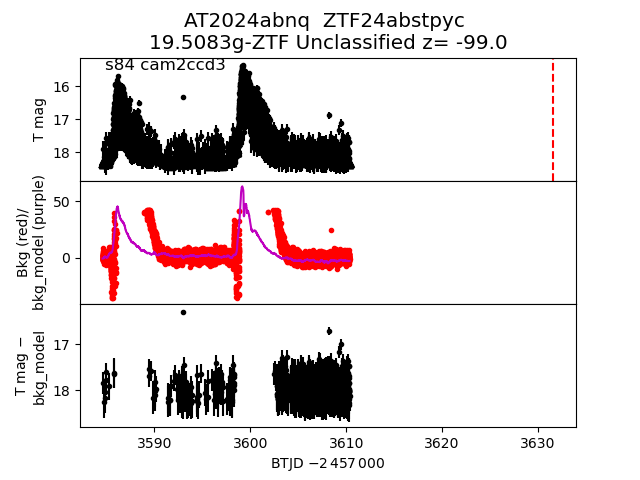 AT2024abnq  ZTF24abstpyc
19.5083g-ZTF Unclassified z= -99.0
s84 cam2ccd3
T mag
16
17
18
Bkg (red)/
bkg_model (purple)
50
0
T mag −
bkg_model
17
18
3590
3600
3610
3620
3630
BTJD −2 457 000